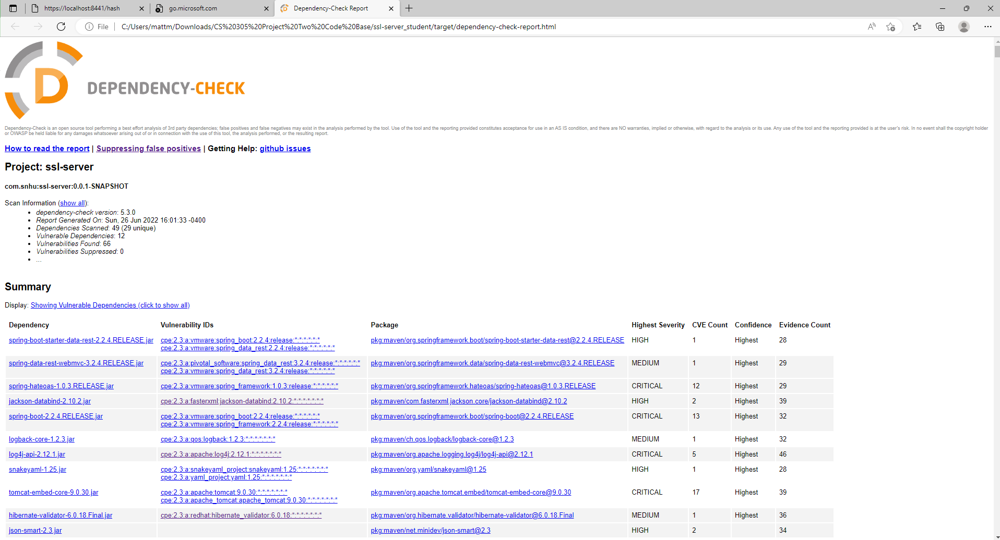 https://localhost:8441/hash
go.microsoft.com
Dependency-Check Report
File
C:/Users/mattm/Downloads/CS%20305%20Project%20Two%20Code%20Base/ssl-server_student/target/dependency-check-report.html
D
DEPENDENCY-CHECK
Dependency-Check is an open source tool performing a best effort analysis of 3rd party dependencies; false positives and false negatives may exist in the analysis performed by the tool. Use of the tool and the reporting provided constitutes acceptance for use in an AS IS condition, and there are NO warranties, implied or otherwise, with regard to the analysis or its use. Any use of the tool and the reporting provided is at the user's risk. In no event shall the copyright holder
or OWASP be held liable for any damages whatsoever arising out of or in connection with the use of this tool, the analysis performed, or the resulting report.
How to read the report | Suppressing false positives | Getting Help: github issues
Project: ssl-server
com.snhu:ssl-server:0.0.1-SNAPSHOT
Scan Information (show all):
• dependency-check version: 5.3.0
• Report Generated On: Sun, 26 Jun 2022 16:01:33 -0400
• Dependencies Scanned: 49 (29 unique)
• Vulnerable Dependencies: 12
• Vulnerabilities Found: 66
• Vulnerabilities Suppressed: 0
• ...
Summary
Display: Showing Vulnerable Dependencies (click to show all)
Dependency Vulnerability IDs Package Highest Severity CVE Count Confidence Evidence Count
spring-boot-starter-data-rest-2.2.4.RELEASE.jar cpe:2.3:a:vmware:spring_boot:2.2.4:release:*:*:*:*:*:* pkg:maven/org.springframework.boot/spring-boot-starter-data-rest@2.2.4.RELEASE HIGH 1 Highest 28
cpe:2.3:a:vmware:spring_data_rest:2.2.4:release:*:*:*:*:*:*
spring-data-rest-webmvc-3.2.4.RELEASE.jar cpe:2.3:a:pivotal_software:spring_data_rest:3.2.4:release:*:*:*:*:*:* pkg:maven/org.springframework.data/spring-data-rest-webmvc@3.2.4.RELEASE MEDIUM 1 Highest 29
cpe:2.3:a:vmware:spring_data_rest:3.2.4:release:*:*:*:*:*:*
spring-hateoas-1.0.3.RELEASE.jar cpe:2.3:a:vmware:spring_framework:1.0.3:release:*:*:*:*:*:* pkg:maven/org.springframework.hateoas/spring-hateoas@1.0.3.RELEASE CRITICAL 12 Highest 29
jackson-databind-2.10.2.jar cpe:2.3:a:fasterxml:jackson-databind:2.10.2:*:*:*:*:*:*:* pkg:maven/com.fasterxml.jackson.core/jackson-databind@2.10.2 HIGH 2 Highest 39
spring-boot-2.2.4.RELEASE.jar cpe:2.3:a:vmware:spring_boot:2.2.4:release:*:*:*:*:*:* pkg:maven/org.springframework.boot/spring-boot@2.2.4.RELEASE CRITICAL 13 Highest 32
cpe:2.3:a:vmware:spring_framework:2.2.4:release:*:*:*:*:*:*
logback-core-1.2.3.jar cpe:2.3:a:qos:logback:1.2.3:*:*:*:*:*:*:* pkg:maven/ch.qos.logback/logback-core@1.2.3 MEDIUM 1 Highest 32
log4j-api-2.12.1.jar cpe:2.3:a:apache:log4j:2.12.1:*:*:*:*:*:*:* pkg:maven/org.apache.logging.log4j/log4j-api@2.12.1 CRITICAL 5 Highest 46
snakeyaml-1.25.jar cpe:2.3:a:snakeyaml_project:snakeyaml:1.25:*:*:*:*:*:*:* pkg:maven/org.yaml/snakeyaml@1.25 HIGH 1 Highest 28
cpe:2.3:a:yaml_project:yaml:1.25:*:*:*:*:*:*:*
tomcat-embed-core-9.0.30.jar cpe:2.3:a:apache:tomcat:9.0.30:*:*:*:*:*:*:* pkg:maven/org.apache.tomcat.embed/tomcat-embed-core@9.0.30 CRITICAL 17 Highest 39
cpe:2.3:a:apache_tomcat:apache_tomcat:9.0.30:*:*:*:*:*:*:*
hibernate-validator-6.0.18.Final.jar cpe:2.3:a:redhat:hibernate_validator:6.0.18:*:*:*:*:*:*:* pkg:maven/org.hibernate.validator/hibernate-validator@6.0.18.Final MEDIUM 1 Highest 36
json-smart-2.3.jar pkg:maven/net.minidev/json-smart@2.3 HIGH 2 34